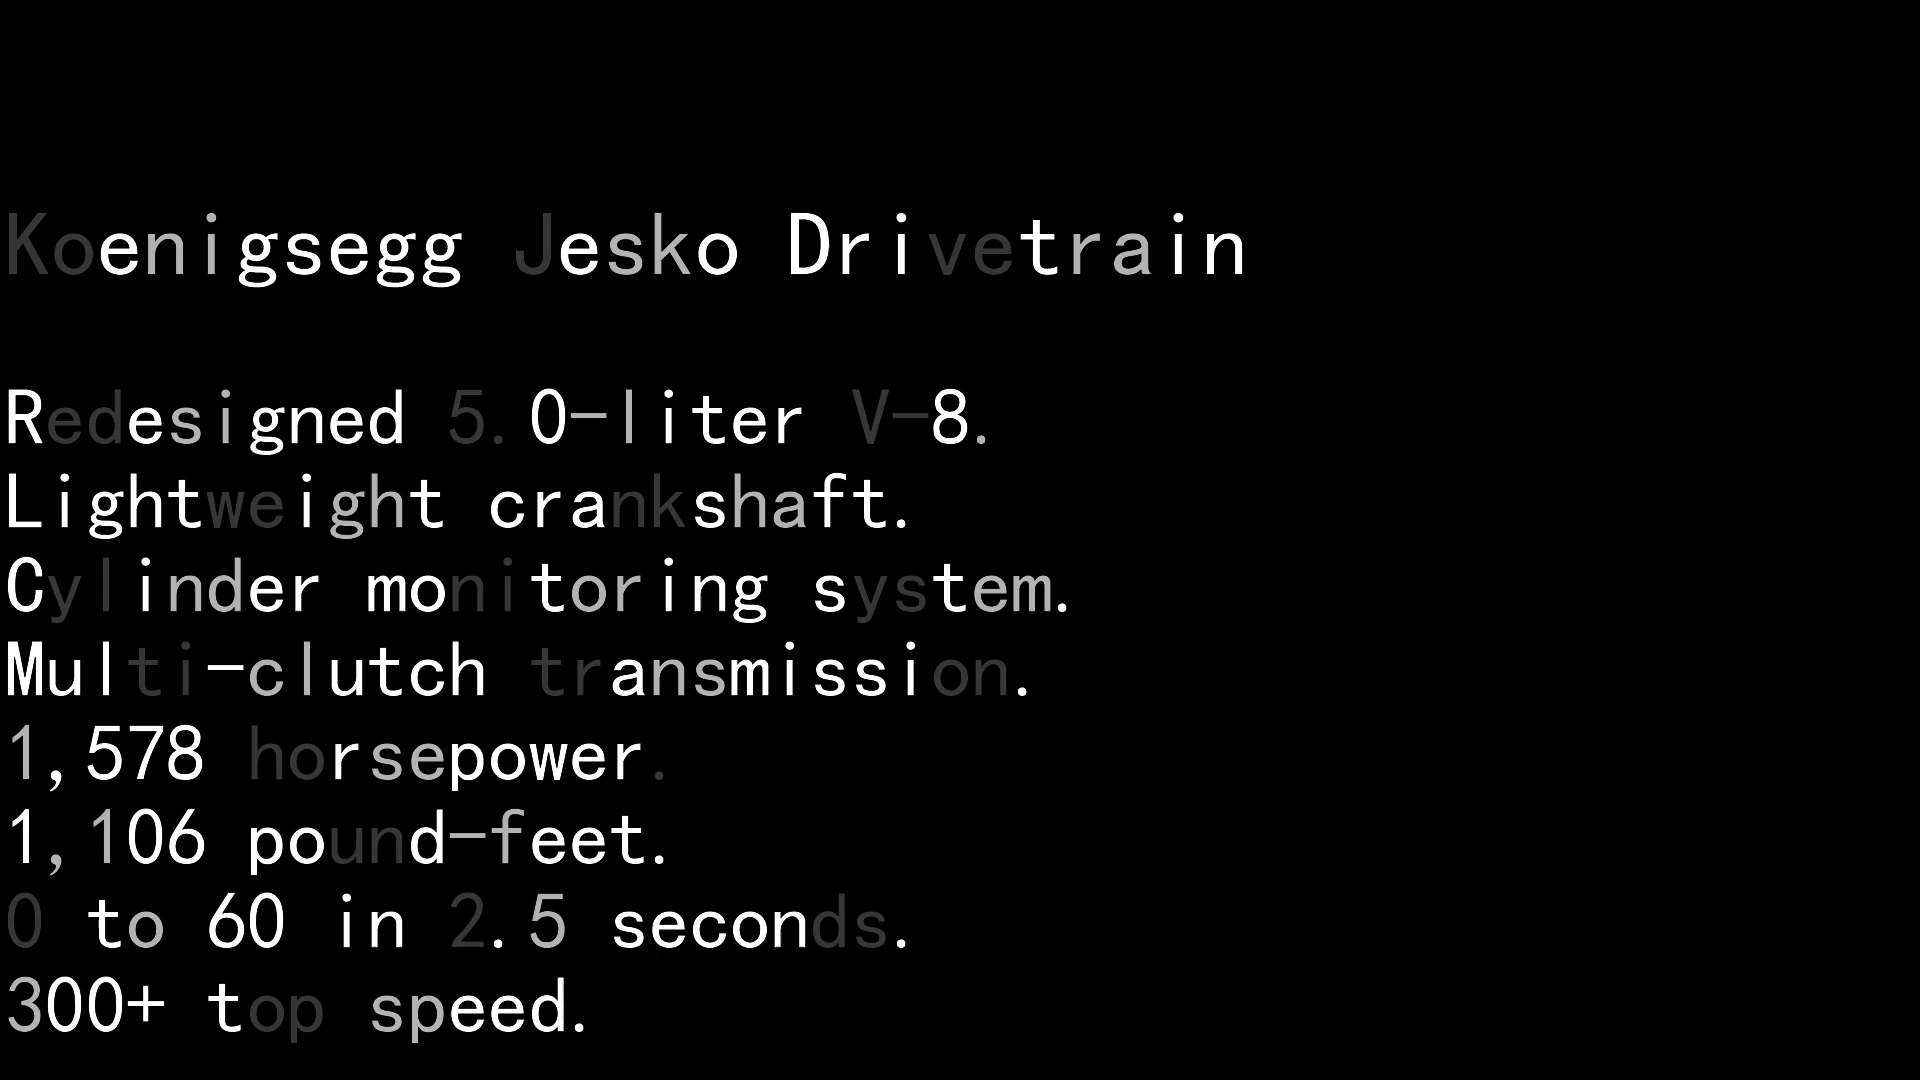 Koenigsegg Jesko Drivetrain
Redesigned 5.0-liter V-8.
Lightweight crankshaft.
Cylinder monitoring system.
Multi-clutch transmission.
1,578 horsepower.
1,106 pound-feet.
0 to 60 in 2.5 seconds.
300+ top speed.